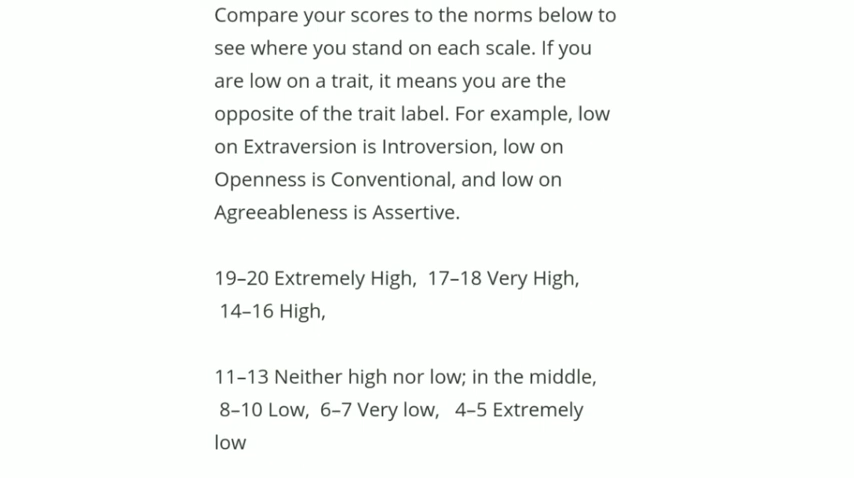 Compare your scores to the norms below to
see where you stand on each scale. If you
are low on a trait, it means you are the
opposite of the trait label. For example, low
on Extraversion is Introversion, low on
Openness is Conventional, and low on
Agreeableness is Assertive.
19–20 Extremely High, 17–18 Very High,
14–16 High,
11–13 Neither high nor low; in the middle,
8–10 Low, 6–7 Very low, 4–5 Extremely
low